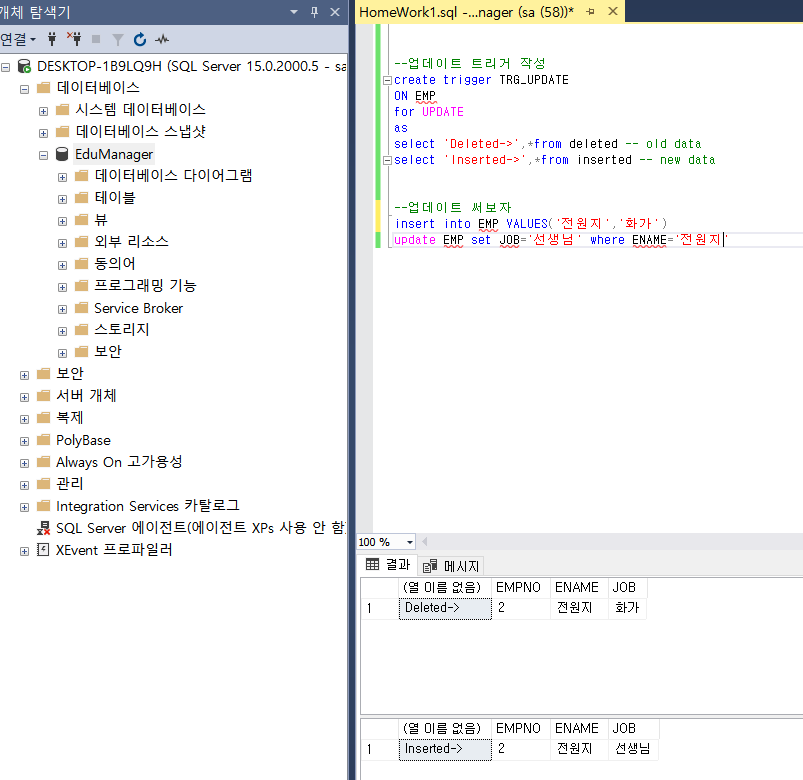 개체 탐색기
연결
DESKTOP-1B9LQ9H (SQL Server 15.0.2000.5 - sa
데이터베이스
시스템 데이터베이스
데이터베이스 스냅샷
EduManager
데이터베이스 다이어그램
테이블
뷰
외부 리소스
동의어
프로그래밍 기능
Service Broker
스토리지
보안
보안
서버 개체
복제
PolyBase
Always On 고가용성
관리
Integration Services 카탈로그
SQL Server 에이전트(에이전트 XPs 사용 안 함)
XEvent 프로파일러
HomeWork1.sql -...nager (sa (58))*
--업데이트 트리거 작성
create trigger TRG_UPDATE
ON EMP
for UPDATE
as
select 'Deleted->',*from deleted -- old data
select 'Inserted->',*from inserted -- new data
--업데이트 써보자
insert into EMP VALUES('전원지','화가')
update EMP set JOB='선생님' where ENAME='전원지'
100 %
결과 메시지
(열 이름 없음) EMPNO ENAME JOB
1 Deleted-> 2 전원지 화가
(열 이름 없음) EMPNO ENAME JOB
1 Inserted-> 2 전원지 선생님